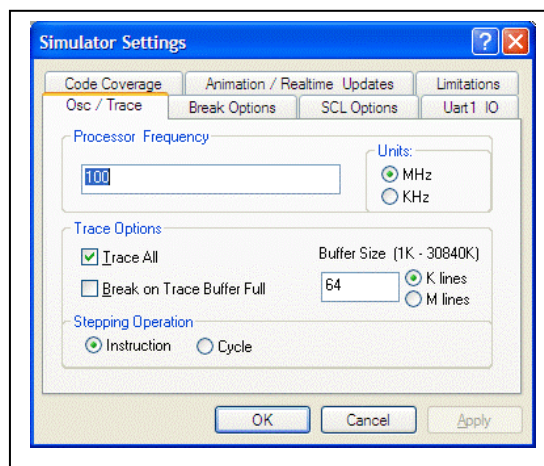 Simulator Settings
Code Coverage
Animation / Realtime Updates
Limitations
Osc / Trace
Break Options
SCL Options
Uart1 IO
Processor Frequency
100
Units:
MHz
KHz
Trace Options
Trace All
Break on Trace Buffer Full
Buffer Size (1K - 30840K)
64
K lines
M lines
Stepping Operation
Instruction
Cycle
OK
Cancel
Apply